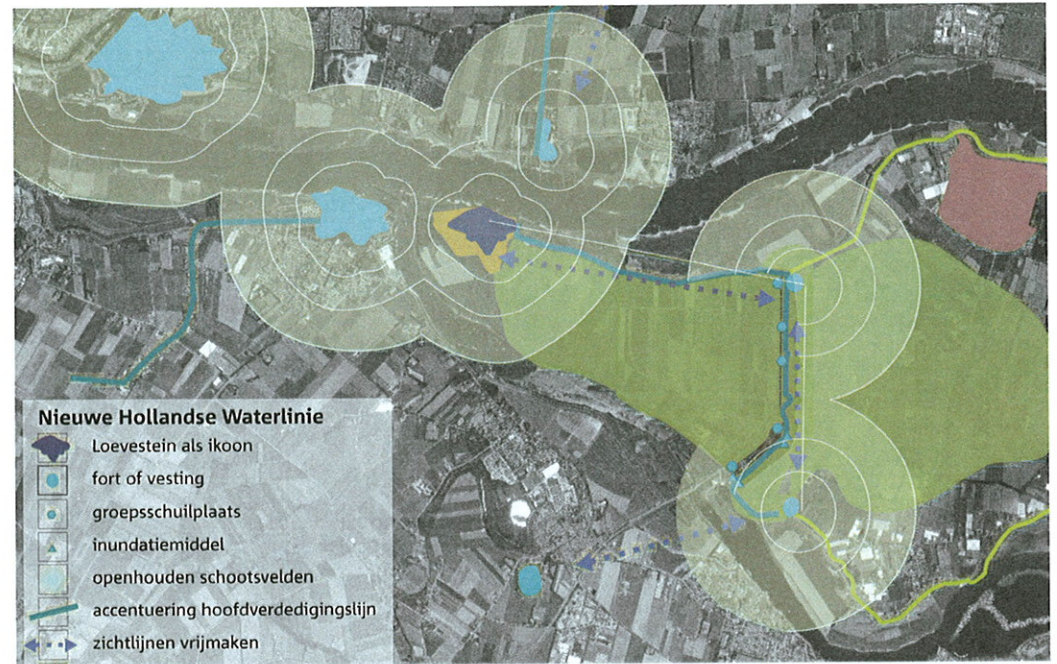 Nieuwe Hollandse Waterlinie
Loevestein als ikoon
fort of vesting
groepsschuilplaats
inundatiemiddel
openhouden schootsvelden
accentuering hoofdverdedigingslijn
zichtlijnen vrijmaken